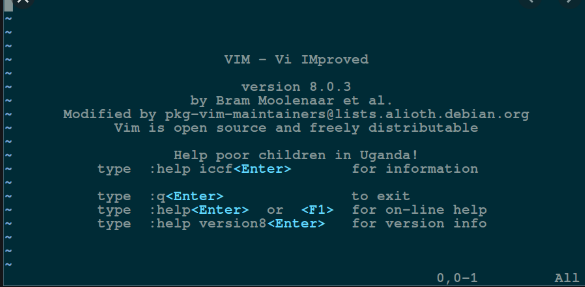 ~
~
~
~
VIM - Vi IMproved
~
~
version 8.0.3
~
by Bram Moolenaar et al.
~
Modified by pkg-vim-maintainers@lists.alioth.debian.org
~
Vim is open source and freely distributable
~
~
Help poor children in Uganda!
~
type :help iccf<Enter> for information
~
~
type :q<Enter> to exit
~
type :help<Enter> or <F1> for on-line help
~
type :help version8<Enter> for version info
~
~
~
0,0-1 All